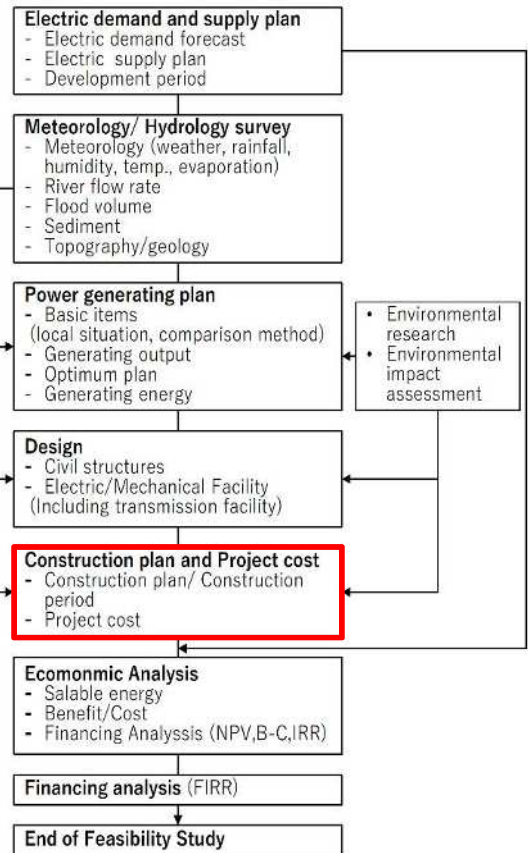 Electric demand and supply plan
- Electric demand forecast
- Electric supply plan
- Development period
Meteorology/ Hydrology survey
- Meteorology (weather, rainfall,
humidity, temp., evaporation)
- River flow rate
- Flood volume
- Sediment
- Topography/geology
Power generating plan
- Basic items
(local situation, comparison method)
- Generating output
- Optimum plan
- Generating energy
• Environmental
research
• Environmental
impact
assessment
Design
- Civil structures
- Electric/Mechanical Facility
(Including transmission facility)
Construction plan and Project cost
- Construction plan/ Construction
period
- Project cost
Ecomonmic Analysis
- Salable energy
- Benefit/Cost
- Financing Analyssis (NPV,B-C,IRR)
Financing analysis (FIRR)
End of Feasibility Study